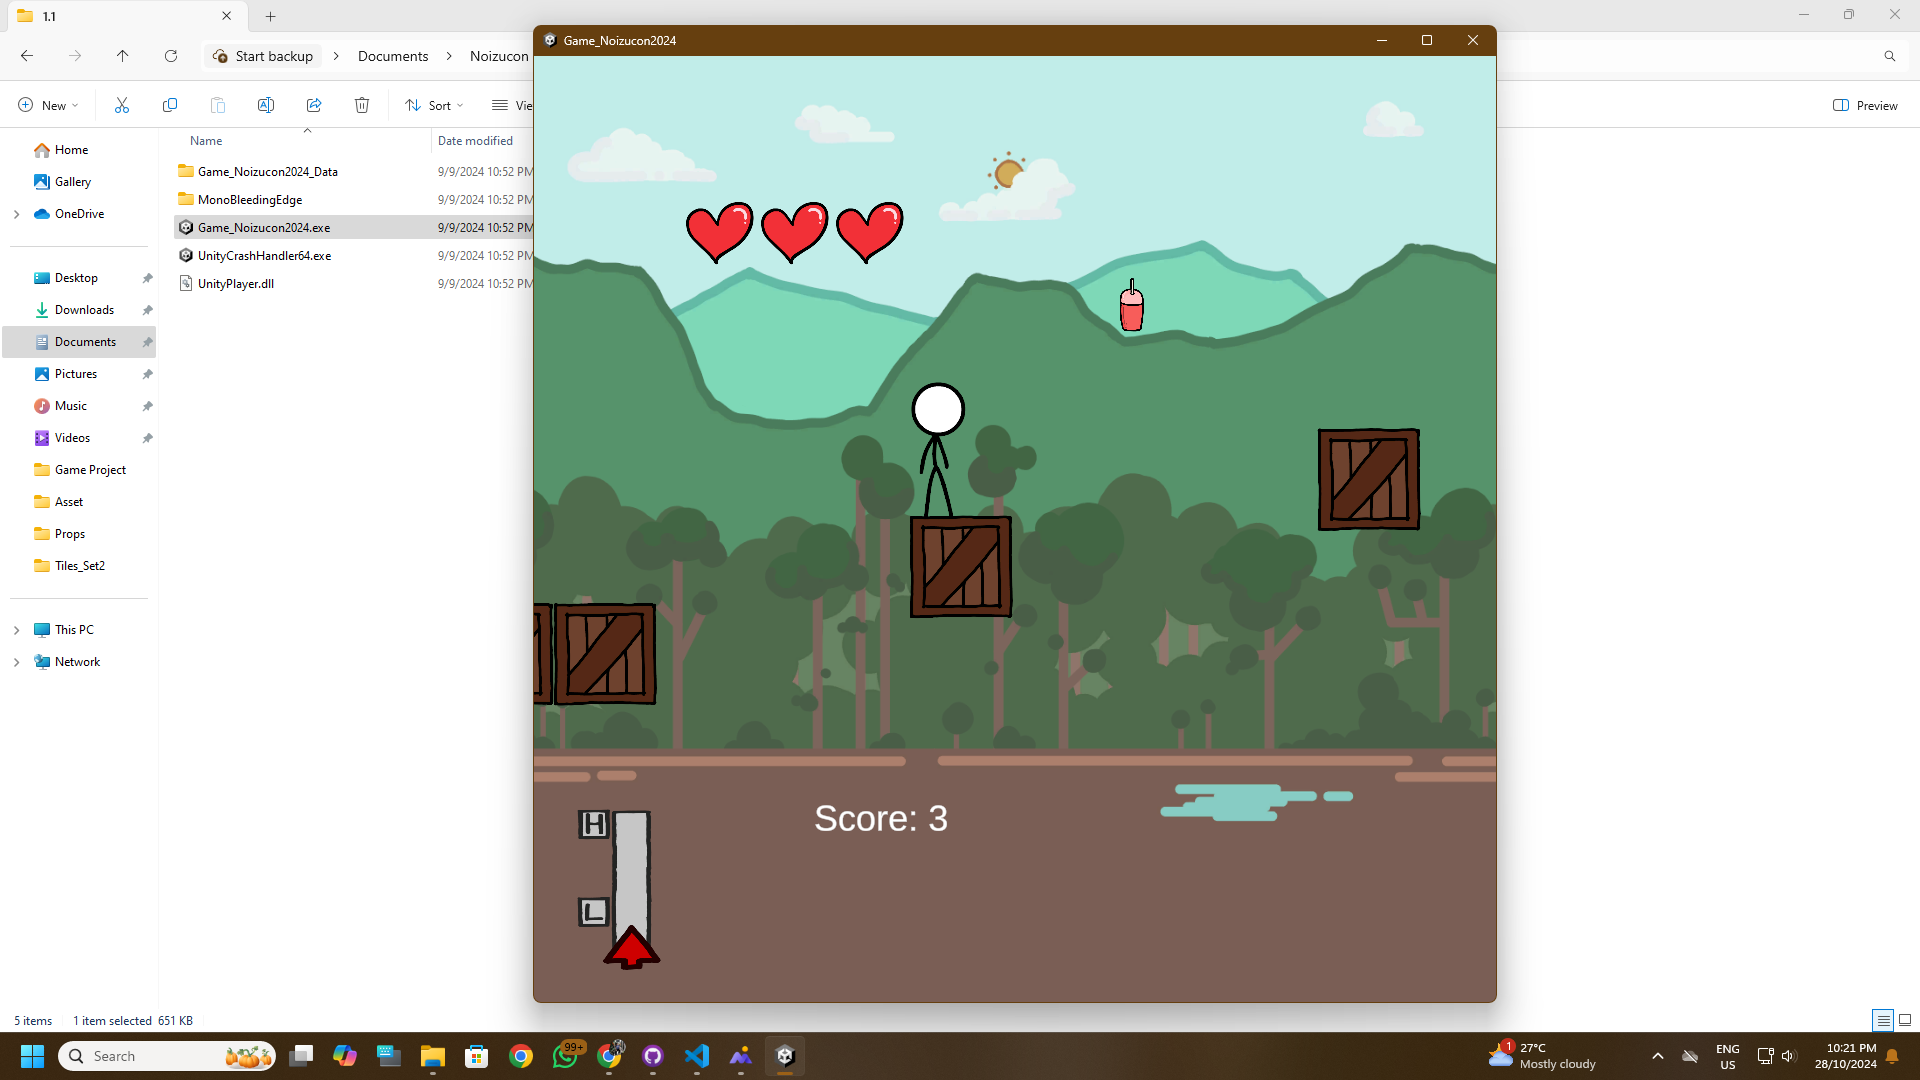 1.1
Start backup
Documents
Noizucon
Game_Noizucon2024
New
Sort
Vie
Preview
Name
Date modified
Home
Gallery
OneDrive
Desktop
Downloads
Documents
Pictures
Music
Videos
Game Project
Asset
Props
Tiles_Set2
This PC
Network
Game_Noizucon2024_Data
9/9/2024 10:52 PM
MonoBleedingEdge
9/9/2024 10:52 PM
Game_Noizucon2024.exe
9/9/2024 10:52 PM
UnityCrashHandler64.exe
9/9/2024 10:52 PM
UnityPlayer.dll
9/9/2024 10:52 PM
H
L
Score: 3
5 items
1 item selected 651 KB
Search
99+
1
27°C
Mostly cloudy
ENG
US
10:21 PM
28/10/2024